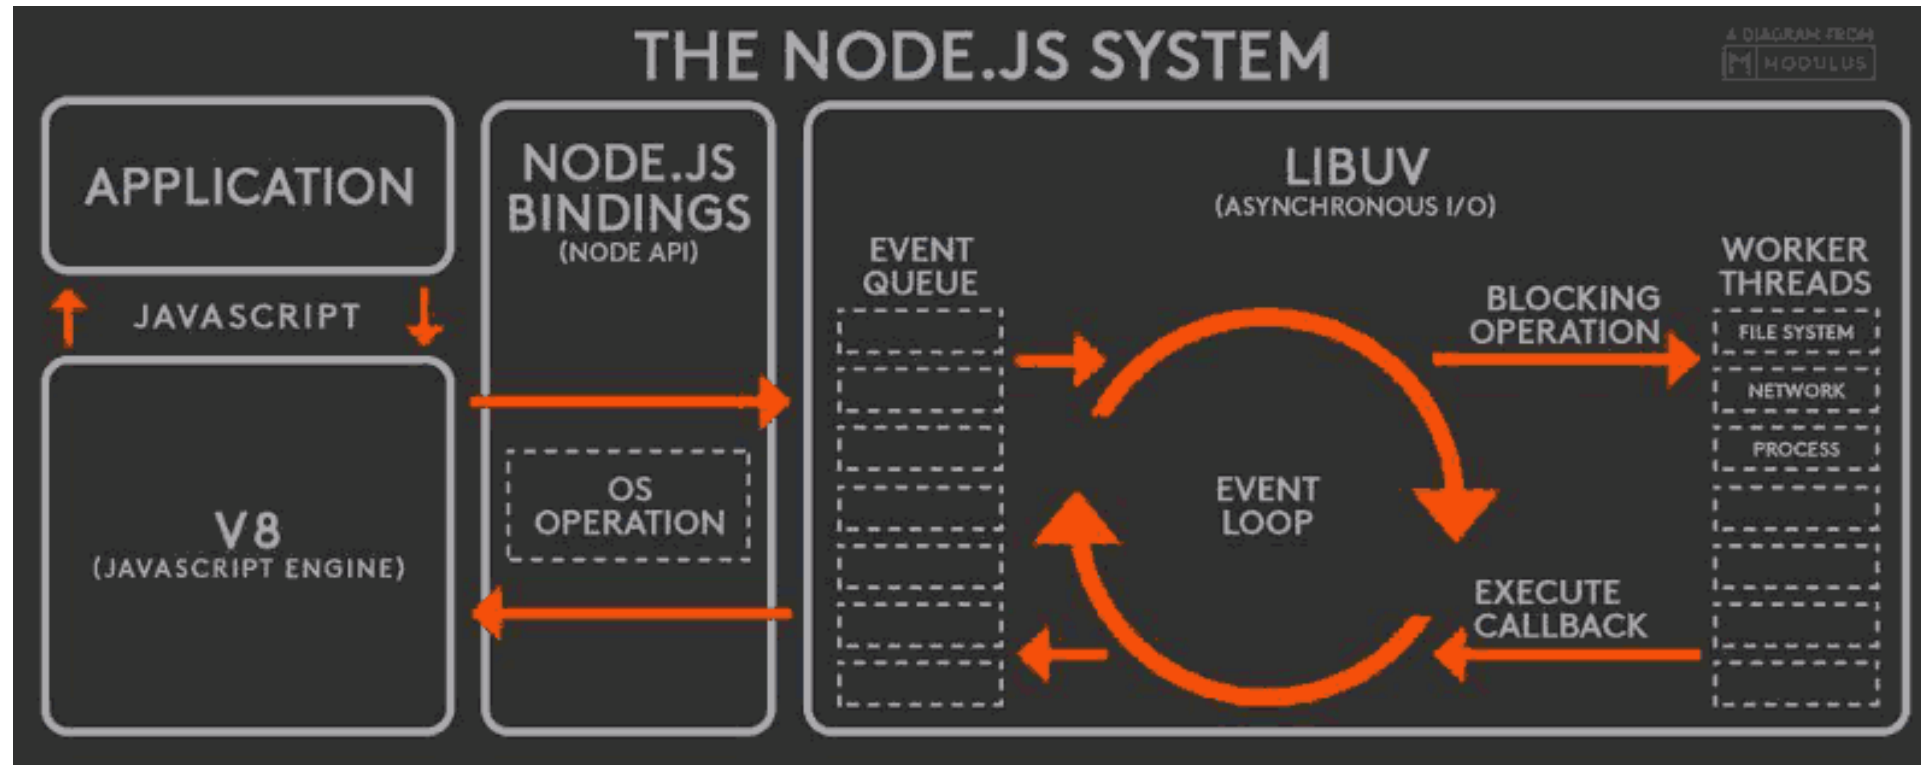 THE NODE.JS SYSTEM
A DIAGRAM FROM
MODULUS
APPLICATION
JAVASCRIPT
V8
(JAVASCRIPT ENGINE)
NODE.JS
BINDINGS
(NODE API)
OS
OPERATION
LIBUV
(ASYNCHRONOUS I/O)
EVENT
QUEUE
EVENT
LOOP
BLOCKING
OPERATION
EXECUTE
CALLBACK
WORKER
THREADS
FILE SYSTEM
NETWORK
PROCESS